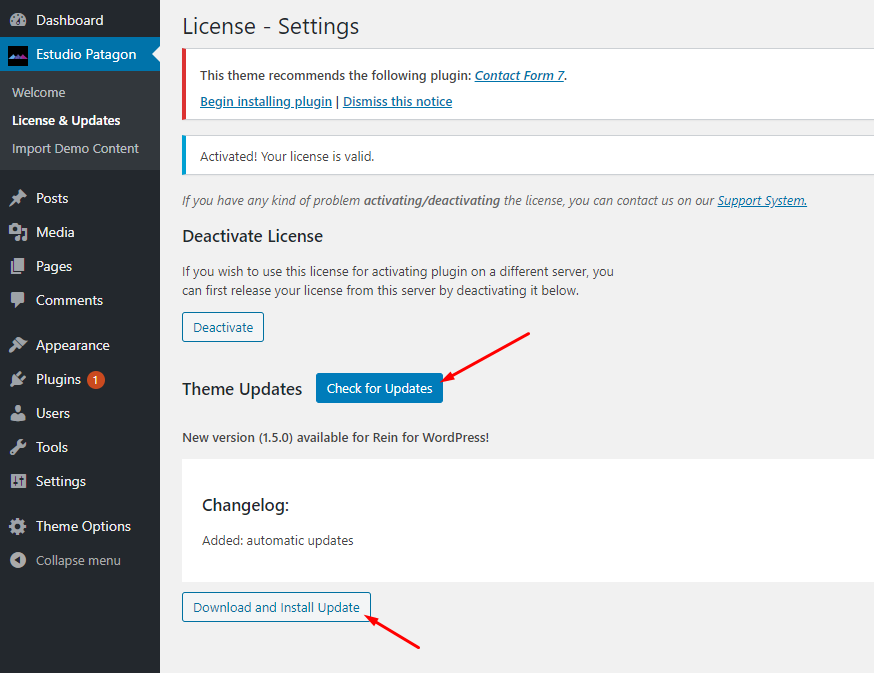 Dashboard
Estudio Patagon
Welcome
License & Updates
Import Demo Content
Posts
Media
Pages
Comments
Appearance
Plugins 1
Users
Tools
Settings
Theme Options
Collapse menu
License - Settings
This theme recommends the following plugin: Contact Form 7.
Begin installing plugin | Dismiss this notice
Activated! Your license is valid.
If you have any kind of problem activating/deactivating the license, you can contact us on our Support System.
Deactivate License
If you wish to use this license for activating plugin on a different server, you
can first release your license from this server by deactivating it below.
Deactivate
Theme Updates Check for Updates
New version (1.5.0) available for Rein for WordPress!
Changelog:
Added: automatic updates
Download and Install Update